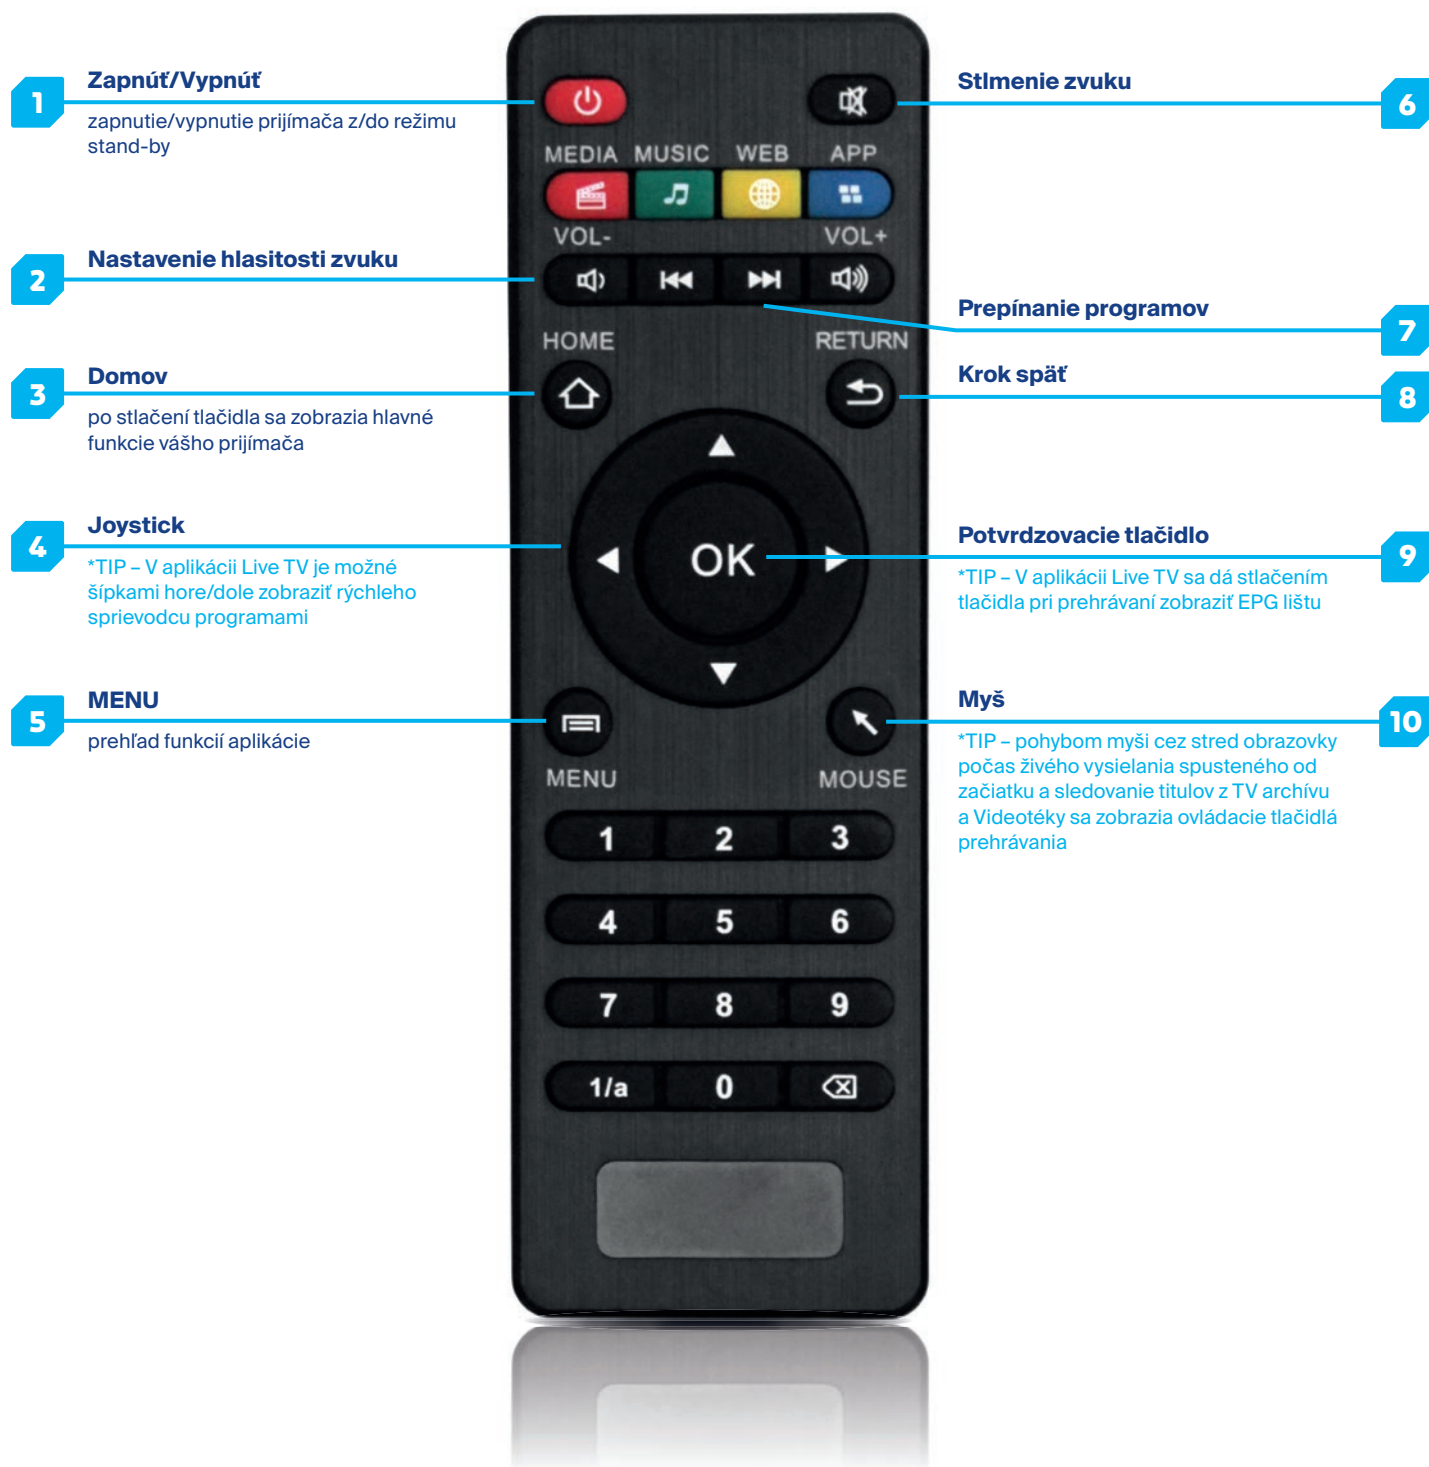 1
Zapnúť/Vypnúť
zapnutie/vypnutie prijímača z/do režimu
stand-by
2
Nastavenie hlasitosti zvuku
3
Domov
po stlačení tlačidla sa zobrazia hlavné
funkcie vášho prijímača
4
Joystick
*TIP – V aplikácii Live TV je možné
šípkami hore/dole zobraziť rýchleho
sprievodcu programami
5
MENU
prehľad funkcií aplikácie
MEDIA MUSIC WEB APP
VOL- VOL+
HOME RETURN
OK
MENU MOUSE
1 2 3
4 5 6
7 8 9
1/a 0
Stlmenie zvuku
6
Prepínanie programov
7
Krok späť
8
Potvrdzovacie tlačidlo
9
*TIP – V aplikácii Live TV sa dá stlačením
tlačidla pri prehrávaní zobraziť EPG lištu
Myš
10
*TIP – pohybom myši cez stred obrazovky
počas živého vysielania spusteného od
začiatku a sledovanie titulov z TV archívu
a Videotéky sa zobrazia ovládacie tlačidlá
prehrávania